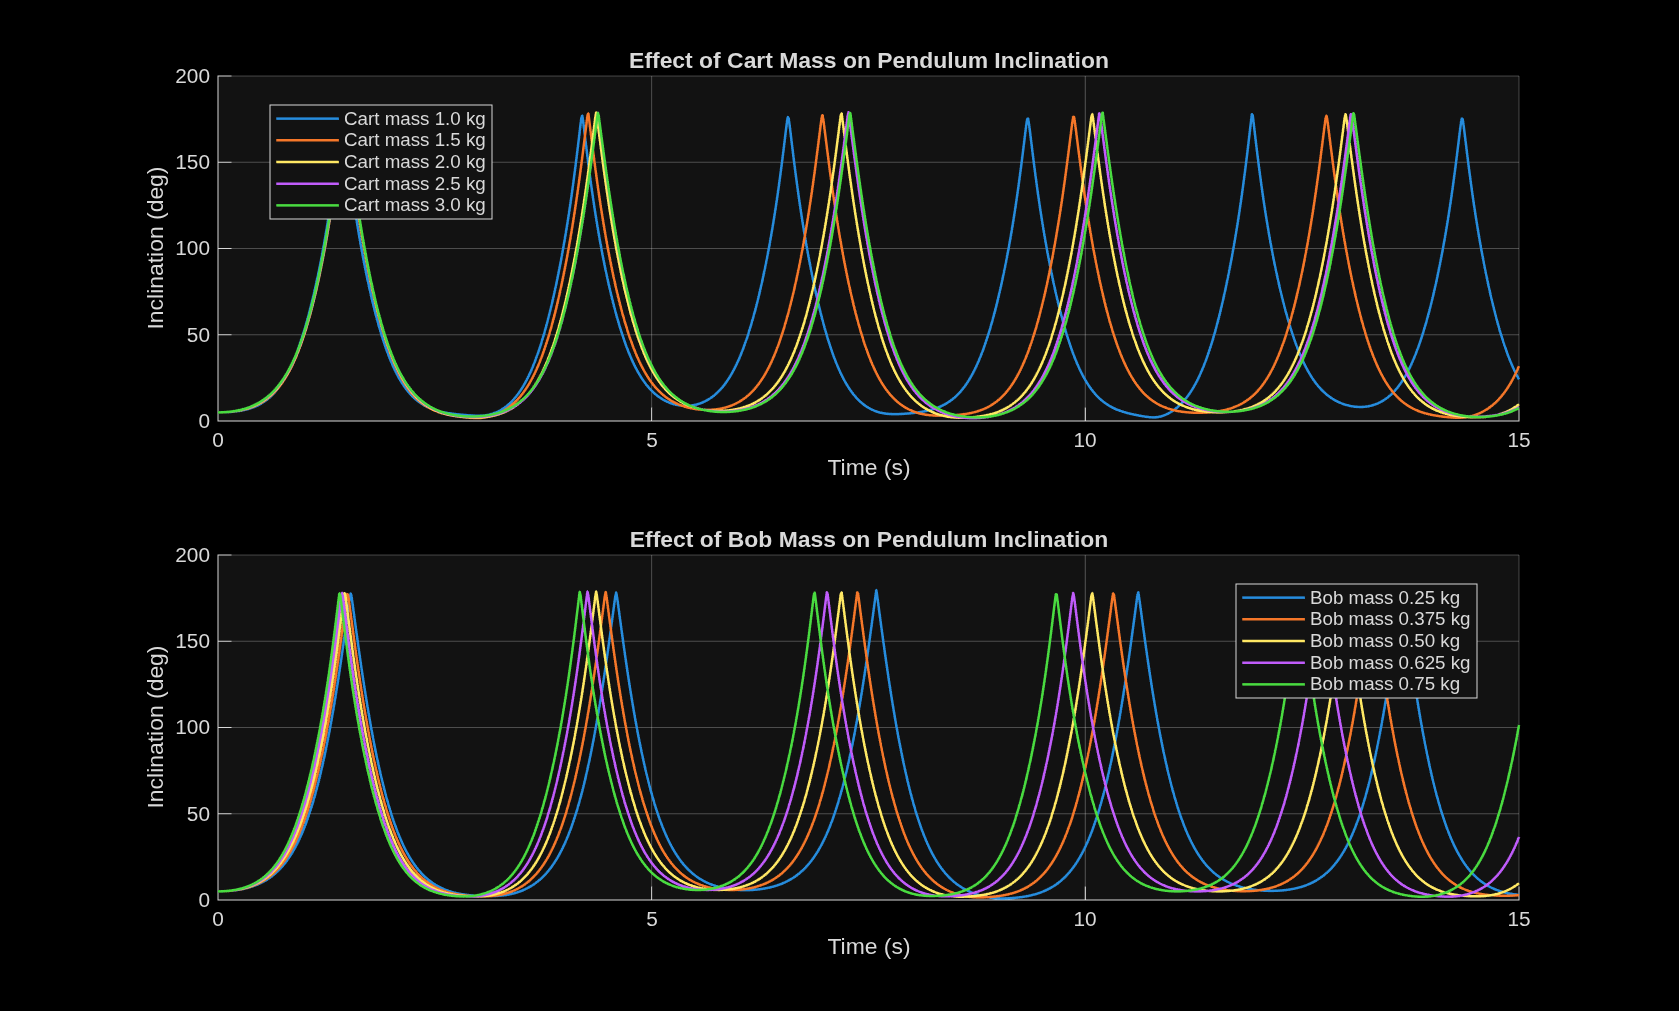 Effect of Cart Mass on Pendulum Inclination
200
150
100
50
0
Inclination (deg)
Cart mass 1.0 kg
Cart mass 1.5 kg
Cart mass 2.0 kg
Cart mass 2.5 kg
Cart mass 3.0 kg
0 5 10 15
Time (s)
Effect of Bob Mass on Pendulum Inclination
200
150
100
50
0
Inclination (deg)
Bob mass 0.25 kg
Bob mass 0.375 kg
Bob mass 0.50 kg
Bob mass 0.625 kg
Bob mass 0.75 kg
0 5 10 15
Time (s)